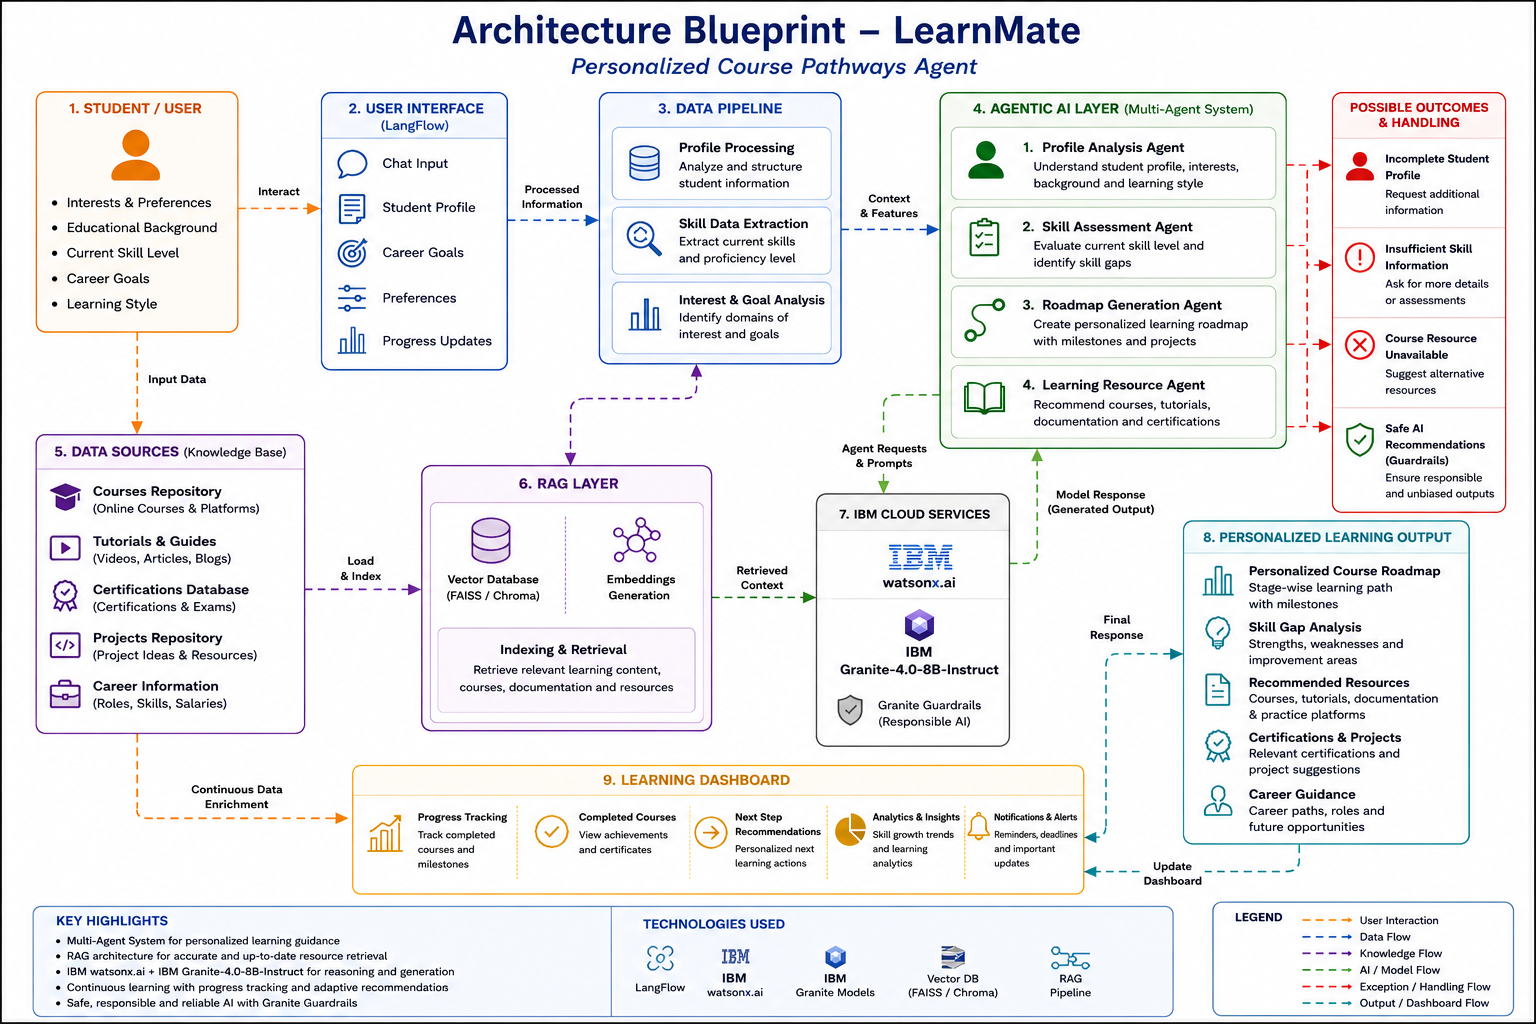 Architecture Blueprint – LearnMate
Personalized Course Pathways Agent
1. STUDENT / USER
• Interests & Preferences
• Educational Background
• Current Skill Level
• Career Goals
• Learning Style
Interact
Input Data
2. USER INTERFACE
(LangFlow)
Chat Input
Student Profile
Career Goals
Preferences
Progress Updates
Processed
Information
3. DATA PIPELINE
Profile Processing
Analyze and structure
student information
Skill Data Extraction
Extract current skills
and proficiency level
Interest & Goal Analysis
Identify domains of
interest and goals
Context
& Features
4. AGENTIC AI LAYER (Multi-Agent System)
1. Profile Analysis Agent
Understand student profile, interests,
background and learning style
2. Skill Assessment Agent
Evaluate current skill level and
identify skill gaps
3. Roadmap Generation Agent
Create personalized learning roadmap
with milestones and projects
4. Learning Resource Agent
Recommend courses, tutorials,
documentation and certifications
POSSIBLE OUTCOMES
& HANDLING
Incomplete Student
Profile
Request additional
information
Insufficient Skill
Information
Ask for more details
or assessments
Course Resource
Unavailable
Suggest alternative
resources
Safe AI
Recommendations
(Guardrails)
Ensure responsible
and unbiased outputs
5. DATA SOURCES (Knowledge Base)
Courses Repository
(Online Courses & Platforms)
Tutorials & Guides
(Videos, Articles, Blogs)
Certifications Database
(Certifications & Exams)
Projects Repository
(Project Ideas & Resources)
Career Information
(Roles, Skills, Salaries)
Load
& Index
6. RAG LAYER
Vector Database
(FAISS / Chroma)
Embeddings
Generation
Indexing & Retrieval
Retrieve relevant learning content,
courses, documentation and resources
Retrieved
Context
Agent Requests
& Prompts
Model Response
(Generated Output)
7. IBM CLOUD SERVICES
IBM
watsonx.ai
IBM
Granite-4.0-8B-Instruct
Granite Guardrails
(Responsible AI)
Final
Response
8. PERSONALIZED LEARNING OUTPUT
Personalized Course Roadmap
Stage-wise learning path
with milestones
Skill Gap Analysis
Strengths, weaknesses and
improvement areas
Recommended Resources
Courses, tutorials, documentation
& practice platforms
Certifications & Projects
Relevant certifications and
project suggestions
Career Guidance
Career paths, roles and
future opportunities
Continuous Data
Enrichment
9. LEARNING DASHBOARD
Progress Tracking
Track completed
courses and
milestones
Completed Courses
View achievements
and certificates
Next Step
Recommendations
Personalized next
learning actions
Analytics & Insights
Skill growth trends
and learning
analytics
Notifications & Alerts
Reminders, deadlines
and important
updates
Update
Dashboard
KEY HIGHLIGHTS
• Multi-Agent System for personalized learning guidance
• RAG architecture for accurate and up-to-date resource retrieval
• IBM watsonx.ai + IBM Granite-4.0-8B-Instruct for reasoning and generation
• Continuous learning with progress tracking and adaptive recommendation
• Safe, responsible and reliable AI with Granite Guardrails
TECHNOLOGIES USED
LangFlow
IBM
IBM
watsonx.ai
IBM
Granite Models
Vector DB
(FAISS / Chroma)
RAG
Pipeline
LEGEND
User Interaction
Data Flow
Knowledge Flow
AI / Model Flow
Exception / Handling Flow
Output / Dashboard Flow